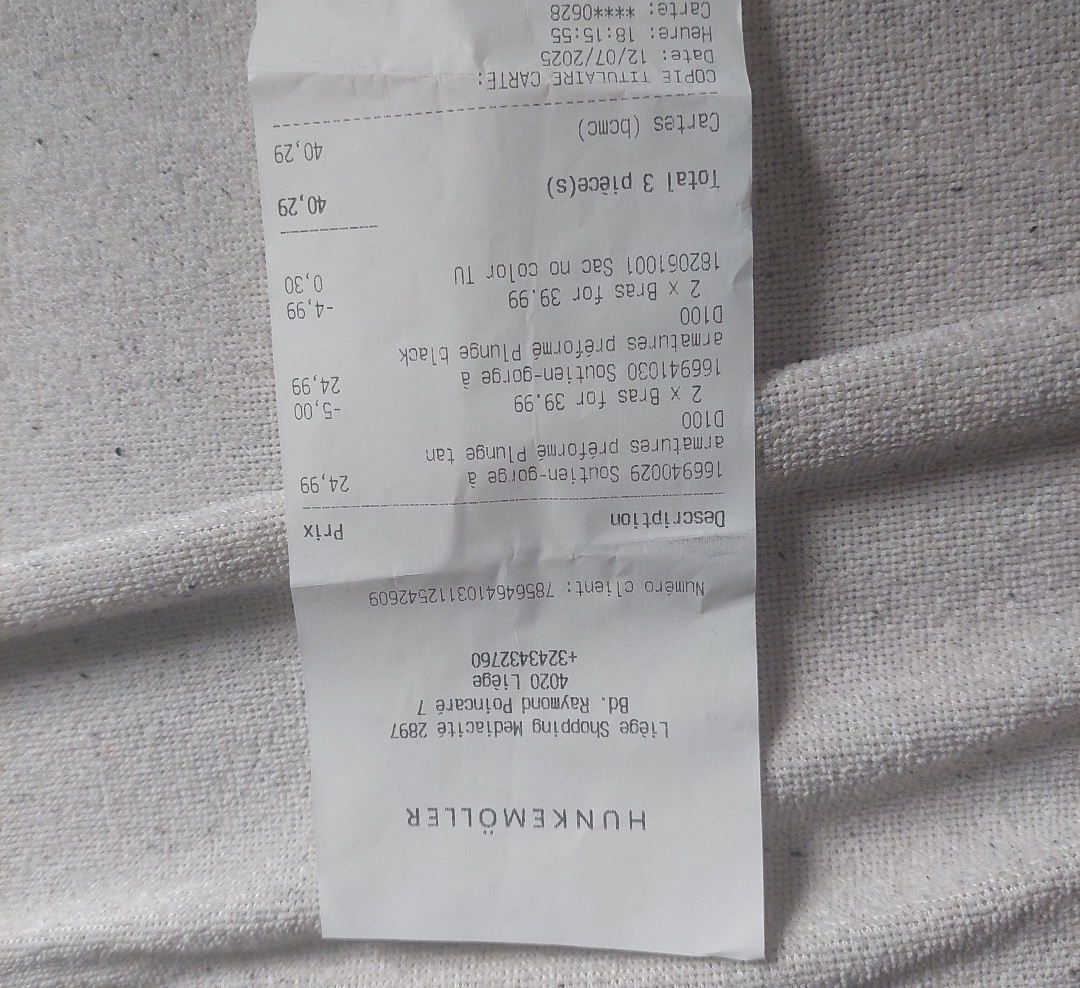 HUNKEMÖLLER
Liège Shopping Mediacité 2897
Bd. Raymond Poincaré 7
4020 Liège
+3243432760
Numéro client: 7856464103112542609
Description Prix
166940029 Soutien-gorge à 24,99
armatures préformé Plunge tan
D100
2 x Bras for 39.99 -5,00
166941030 Soutien-gorge à 24,99
armatures préformé Plunge black
D100
2 x Bras for 39.99 -4,99
182061001 Sac no color TU 0,30
Total 3 pièce(s) 40,29
Cartes (bcmc) 40,29
COPIE TITULAIRE CARTE:
Date: 12/07/2025
Heure: 18:15:55
Carte: ****0628